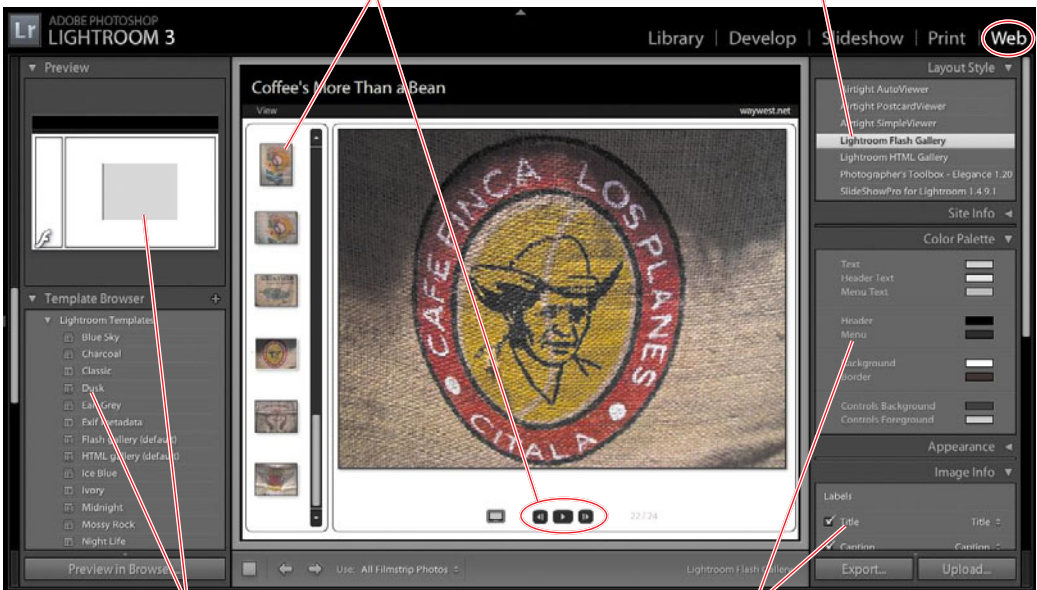 Lr
ADOBE PHOTOSHOP
LIGHTROOM 3
Library | Develop | Slideshow | Print | Web
Preview
Template Browser +
Lightroom Templates
Blue Sky
Charcoal
Classic
Dusk
Earl Grey
Exif metadata
Flash gallery (default)
HTML gallery (default)
Ice Blue
Ivory
Midnight
Mossy Rock
Night Life
Preview in Browser...
Coffee's More Than a Bean
View
waywest.net
CAFE FINCA LOS PLANES
CITALA
22/24
Use: All Filmstrip Photos
Lightroom Flash Gallery
Layout Style
Airtight AutoViewer
Airtight PostcardViewer
Airtight SimpleViewer
Lightroom Flash Gallery
Lightroom HTML Gallery
Photographer's Toolbox - Elegance 1.20
SlideShowPro for Lightroom 1.4.9.1
Site Info
Color Palette
Text
Header Text
Menu Text
Header
Menu
Background
Border
Controls Background
Controls Foreground
Appearance
Image Info
Labels
Title Title
Caption Caption
Export... Upload...